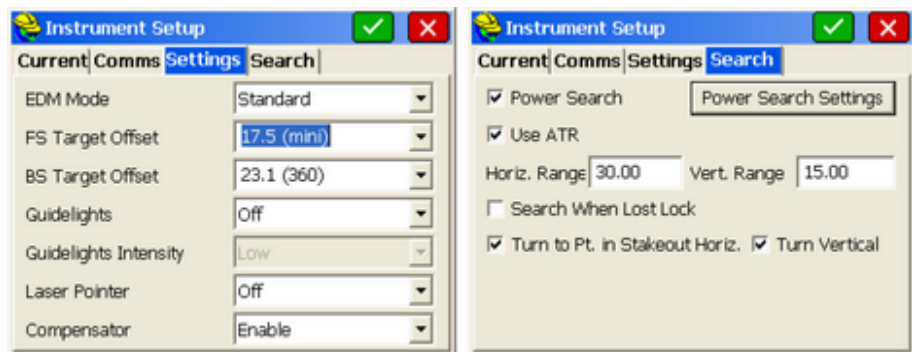 Instrument Setup
Current Comms Settings Search
EDM Mode Standard
FS Target Offset 17.5 (mini)
BS Target Offset 23.1 (360)
Guidelights Off
Guidelights Intensity Low
Laser Pointer Off
Compensator Enable
Instrument Setup
Current Comms Settings Search
Power Search Power Search Settings
Use ATR
Horiz. Range 30.00 Vert. Range 15.00
Search When Lost Lock
Turn to Pt. in Stakeout Horiz. Turn Vertical